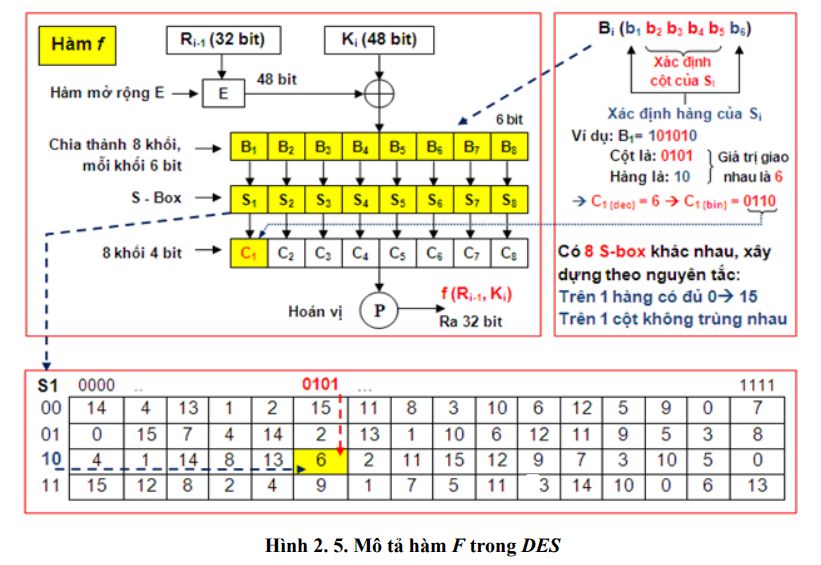 Hàm f
R i-1 (32 bit)
K i (48 bit)
Hàm mở rộng E
E
48 bit
6 bit
Chia thành 8 khối,
mỗi khối 6 bit
B1 B2 B3 B4 B5 B6 B7 B8
S - Box
S1 S2 S3 S4 S5 S6 S7 S8
8 khối 4 bit
C1 C2 C3 C4 C5 C6 C7 C8
Hoán vị
P
f (R i-1, K i)
Ra 32 bit
B i (b1 b2 b3 b4 b5 b6)
Xác định
cột của S i
Xác định hàng của S i
Ví dụ: B1= 101010
Cột là: 0101
Hàng là: 10
Giá trị giao
nhau là 6
→ C1 (dec) = 6 → C1 (bin) = 0110
Có 8 S-box khác nhau, xây
dựng theo nguyên tắc:
Trên 1 hàng có đủ 0→ 15
Trên 1 cột không trùng nhau
S1 0000 .. 0101 ... 1111
00 14 4 13 1 2 15 11 8 3 10 6 12 5 9 0 7
01 0 15 7 4 14 2 13 1 10 6 12 11 9 5 3 8
10 4 1 14 8 13 6 2 11 15 12 9 7 3 10 5 0
11 15 12 8 2 4 9 1 7 5 11 3 14 10 0 6 13
Hình 2. 5. Mô tả hàm F trong DES